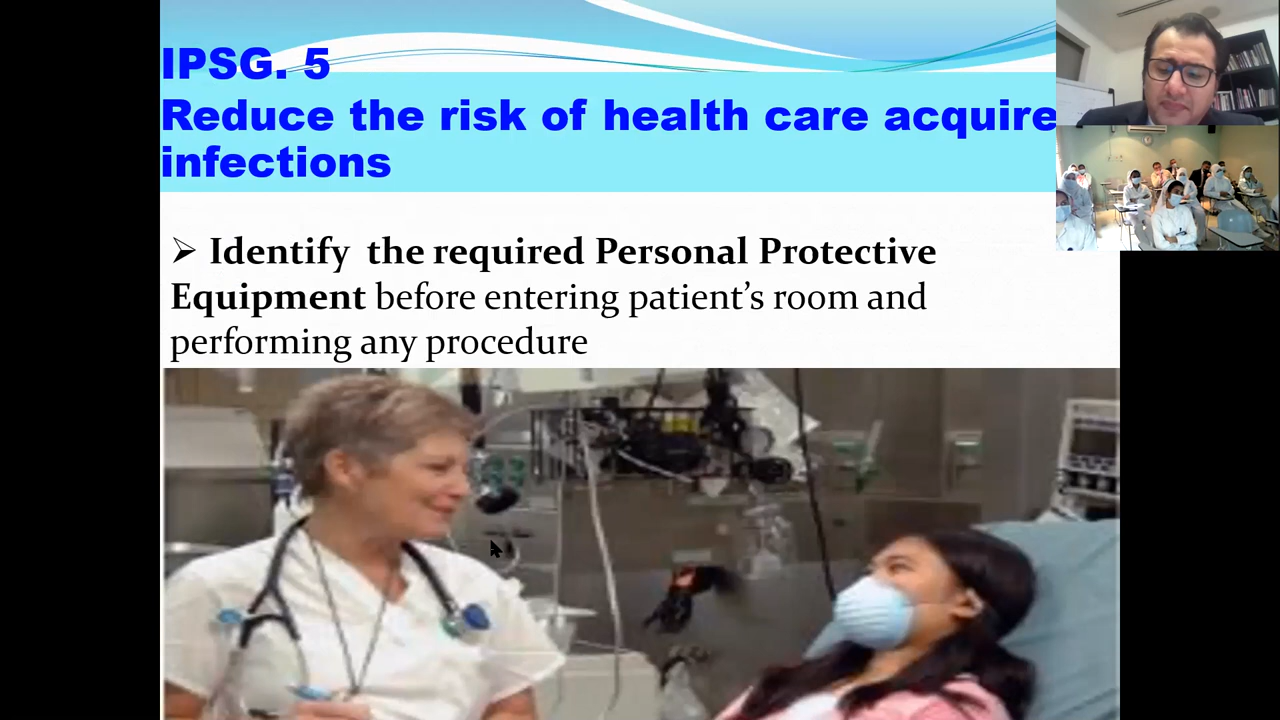 IPSG. 5
Reduce the risk of health care acquire
infections
➢ Identify the required Personal Protective
Equipment before entering patient's room and
performing any procedure